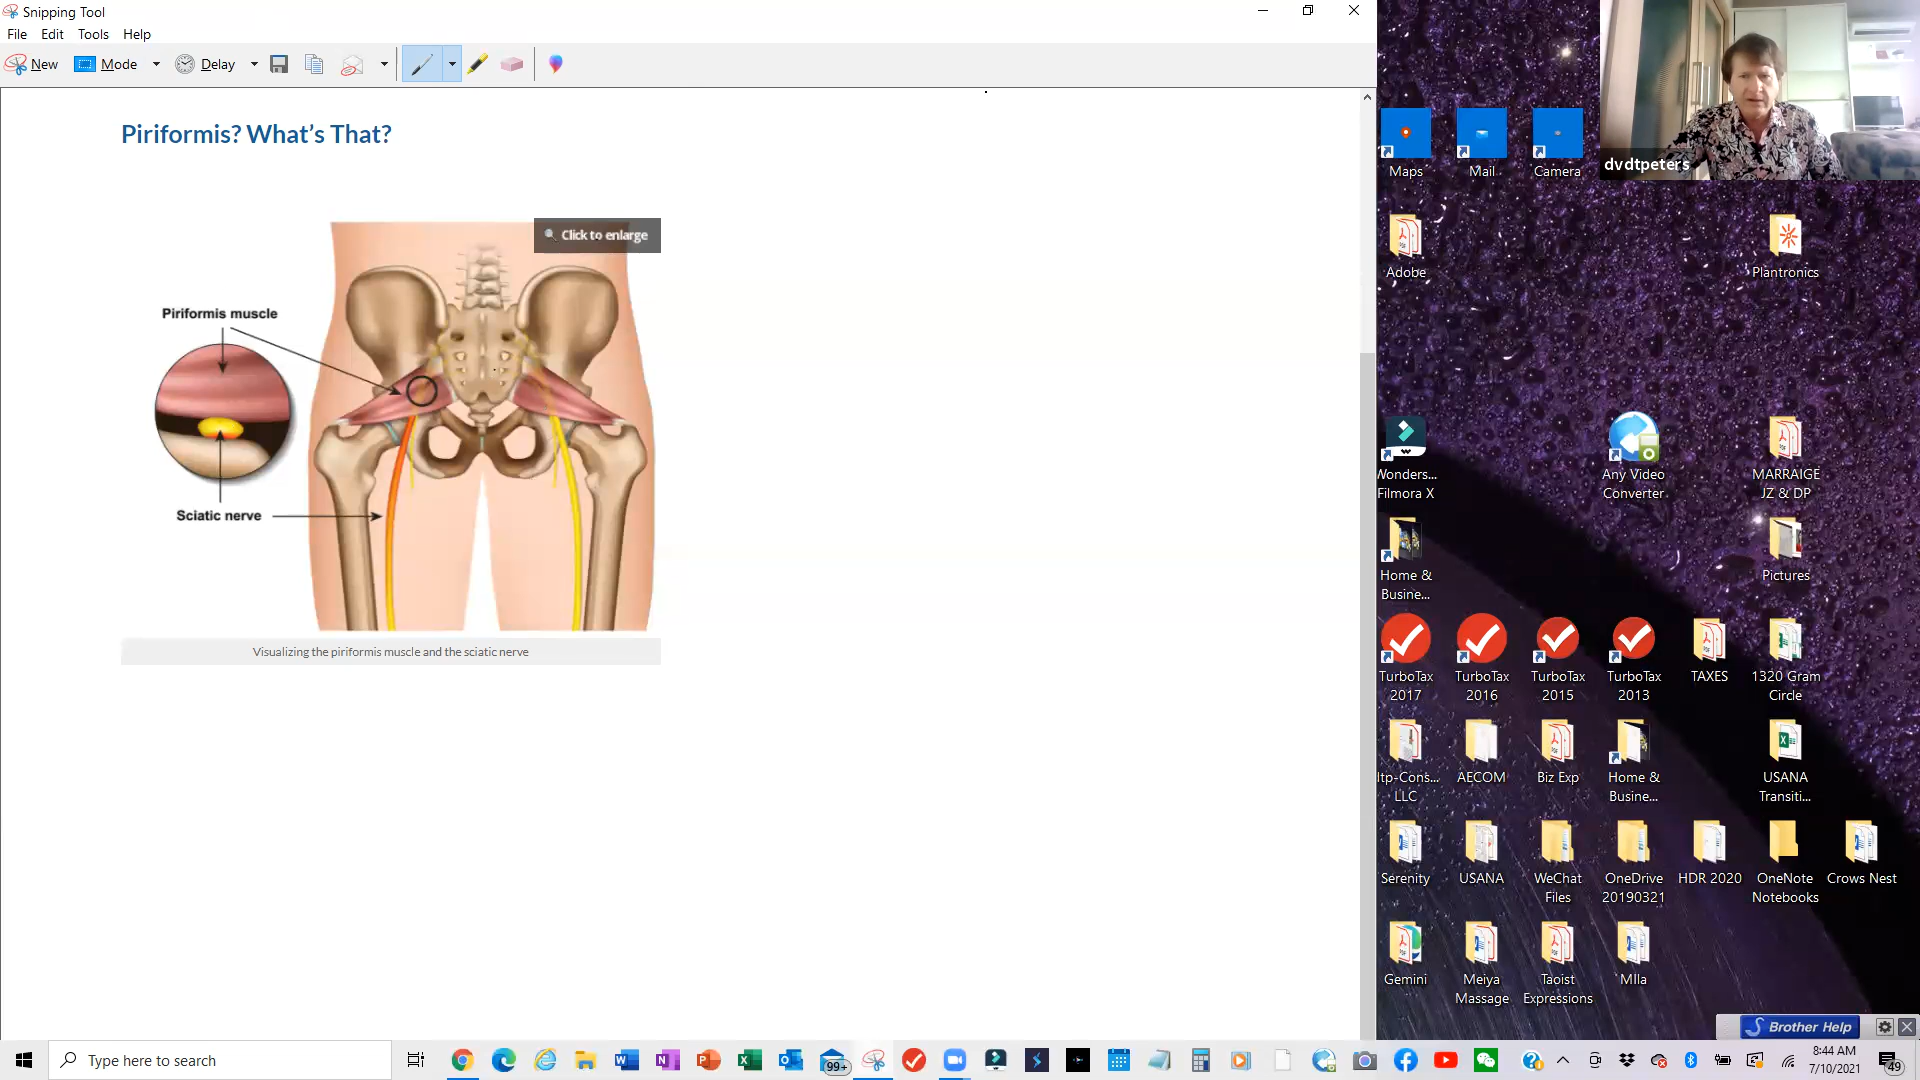 Snipping Tool
File Edit Tools Help
New Mode Delay
Piriformis? What's That?
Click to enlarge
Piriformis muscle
Sciatic nerve
Visualizing the piriformis muscle and the sciatic nerve
dvdtpeters
Maps Mail Camera
Adobe Plantronics
Wonders...
Filmora X
Any Video
Converter
MARRAIGE
JZ & DP
Home &
Busine...
Pictures
TurboTax
2017
TurboTax
2016
TurboTax
2015
TurboTax
2013
TAXES
1320 Gram
Circle
ltp-Cons...
LLC
AECOM
Biz Exp
Home &
Busine...
USANA
Transiti...
Serenity
USANA
WeChat
Files
OneDrive
20190321
HDR 2020
OneNote
Notebooks
Crows Nest
Gemini
Meiya
Massage
Taoist
Expressions
MIla
Brother Help
Type here to search
99+
8:44 AM
7/10/2021
49